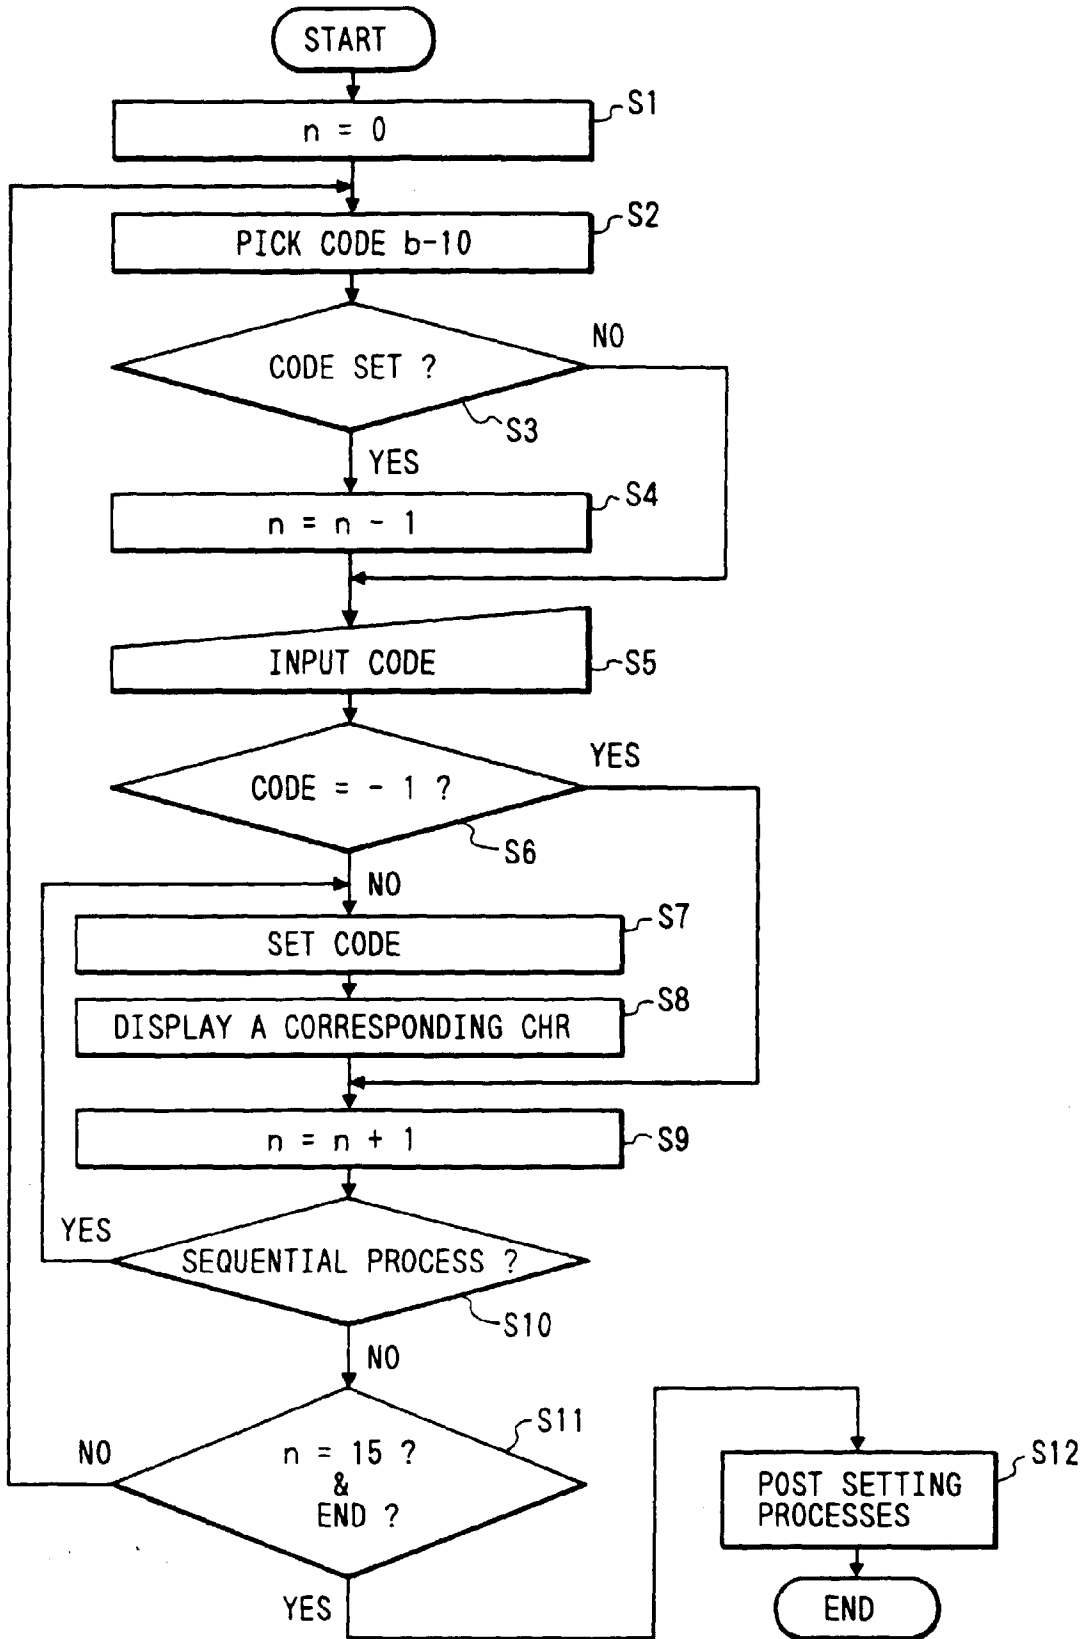 START
n = 0
S1
PICK CODE b-10
S2
CODE SET ?
NO
S3
YES
n = n - 1
S4
INPUT CODE
S5
CODE = - 1 ?
YES
S6
NO
SET CODE
S7
DISPLAY A CORRESPONDING CHR
S8
n = n + 1
S9
YES
SEQUENTIAL PROCESS ?
S10
NO
NO
n = 15 ?
&
END ?
S11
YES
POST SETTING
PROCESSES
S12
END